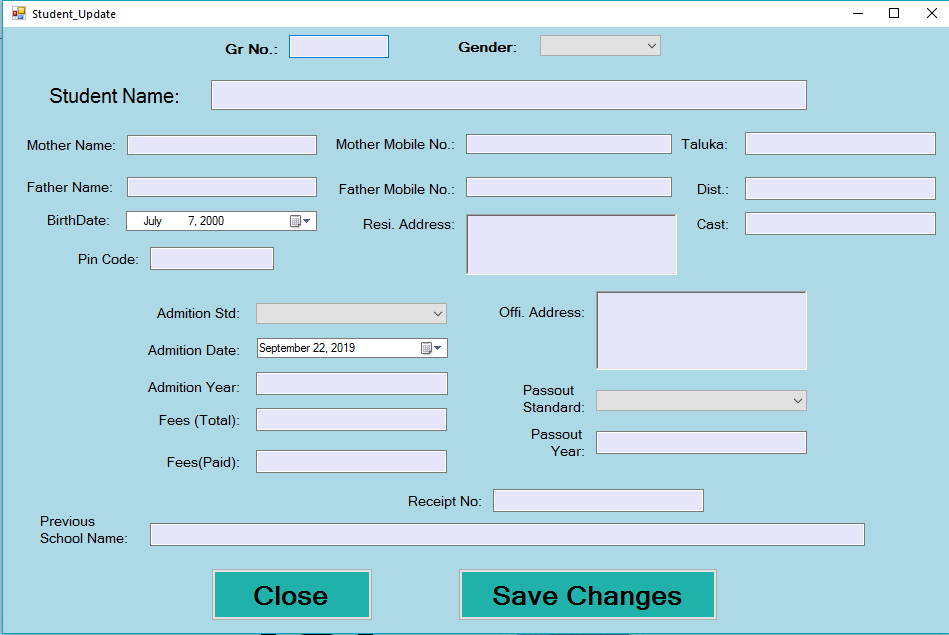 Student_Update
Gr No.: Gender:
Student Name:
Mother Name: Mother Mobile No.: Taluka:
Father Name: Father Mobile No.: Dist.:
BirthDate: July 7, 2000 Resi. Address: Cast:
Pin Code:
Admition Std: Offi. Address:
Admition Date: September 22, 2019
Admition Year: Passout
Standard:
Fees (Total):
Passout
Year:
Fees(Paid):
Receipt No:
Previous
School Name:
Close Save Changes